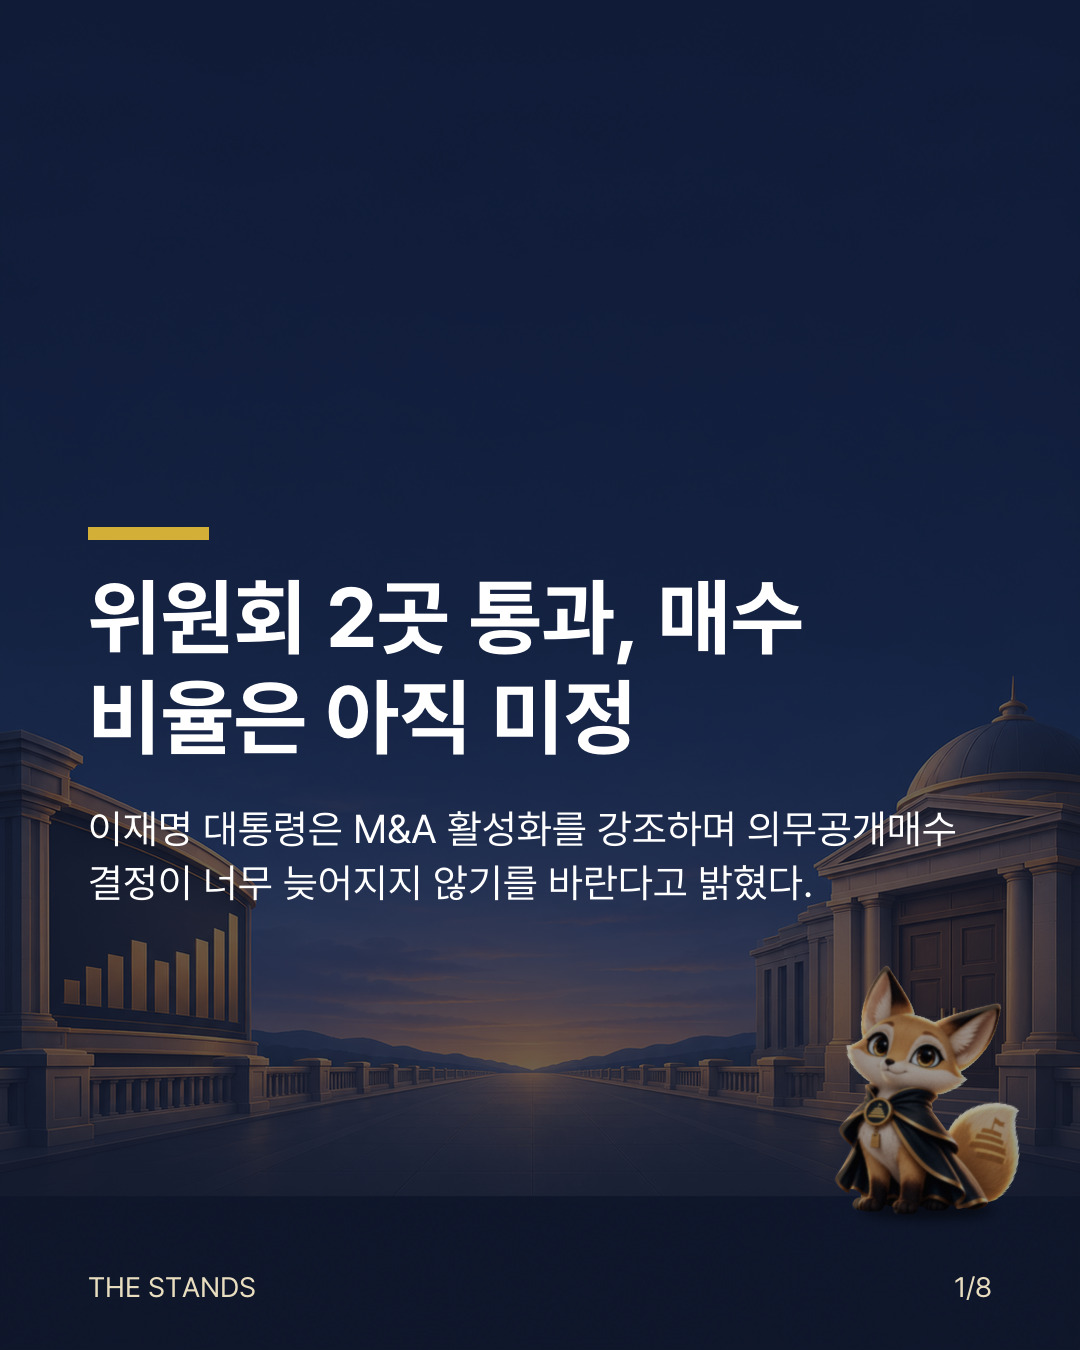 위원회 2곳 통과, 매수
비율은 아직 미정
이재명 대통령은 M&A 활성화를 강조하며 의무공개매수
결정이 너무 늦어지지 않기를 바란다고 밝혔다.
THE STANDS
1/8